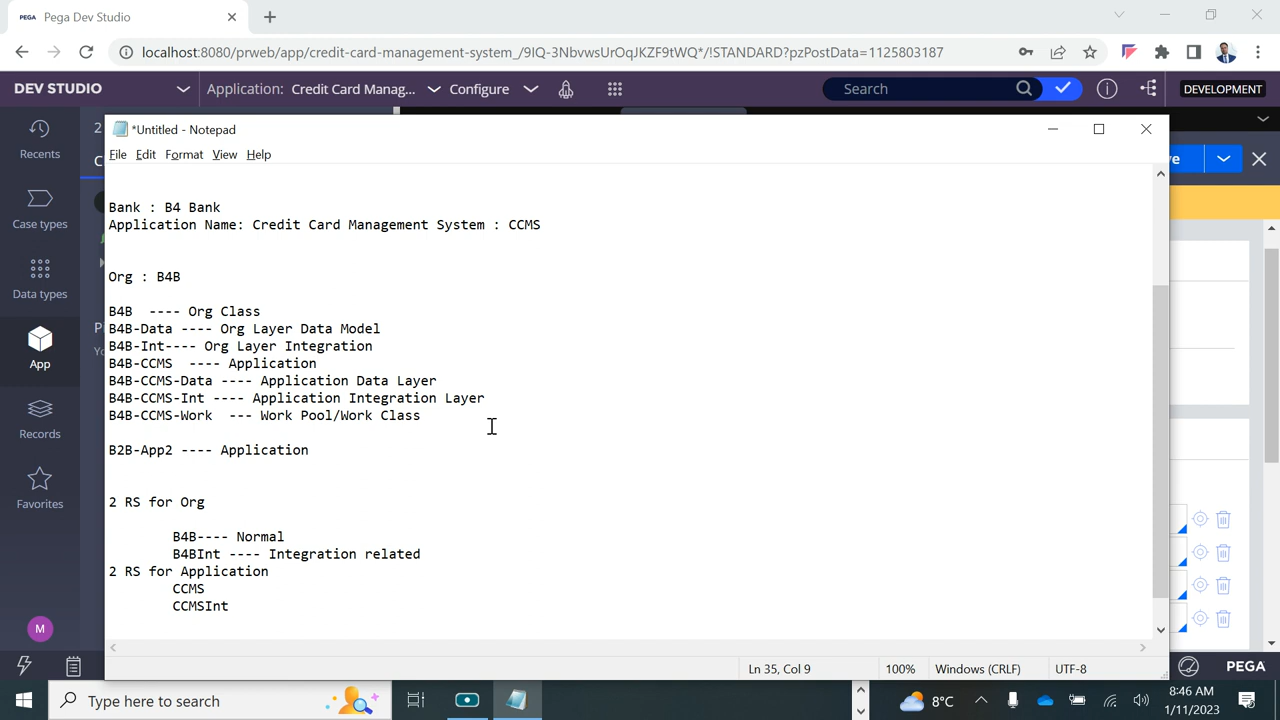 PEGA Pega Dev Studio
localhost:8080/prweb/app/credit-card-management-system_/9IQ-3NbvwsUrOqJKZF9tWQ*/!STANDARD?pzPostData=1125803187
DEV STUDIO
Application: Credit Card Manag...
Configure
Search
DEVELOPMENT
Recents
Case types
Data types
App
Records
Favorites
M
*Untitled - Notepad
File Edit Format View Help
Bank : B4 Bank
Application Name: Credit Card Management System : CCMS
Org : B4B
B4B ---- Org Class
B4B-Data ---- Org Layer Data Model
B4B-Int---- Org Layer Integration
B4B-CCMS ---- Application
B4B-CCMS-Data ---- Application Data Layer
B4B-CCMS-Int ---- Application Integration Layer
B4B-CCMS-Work --- Work Pool/Work Class
B2B-App2 ---- Application
2 RS for Org
B4B---- Normal
B4BInt ---- Integration related
2 RS for Application
CCMS
CCMSInt
Ln 35, Col 9
100%
Windows (CRLF)
UTF-8
PEGA
Type here to search
8°C
8:46 AM
1/11/2023